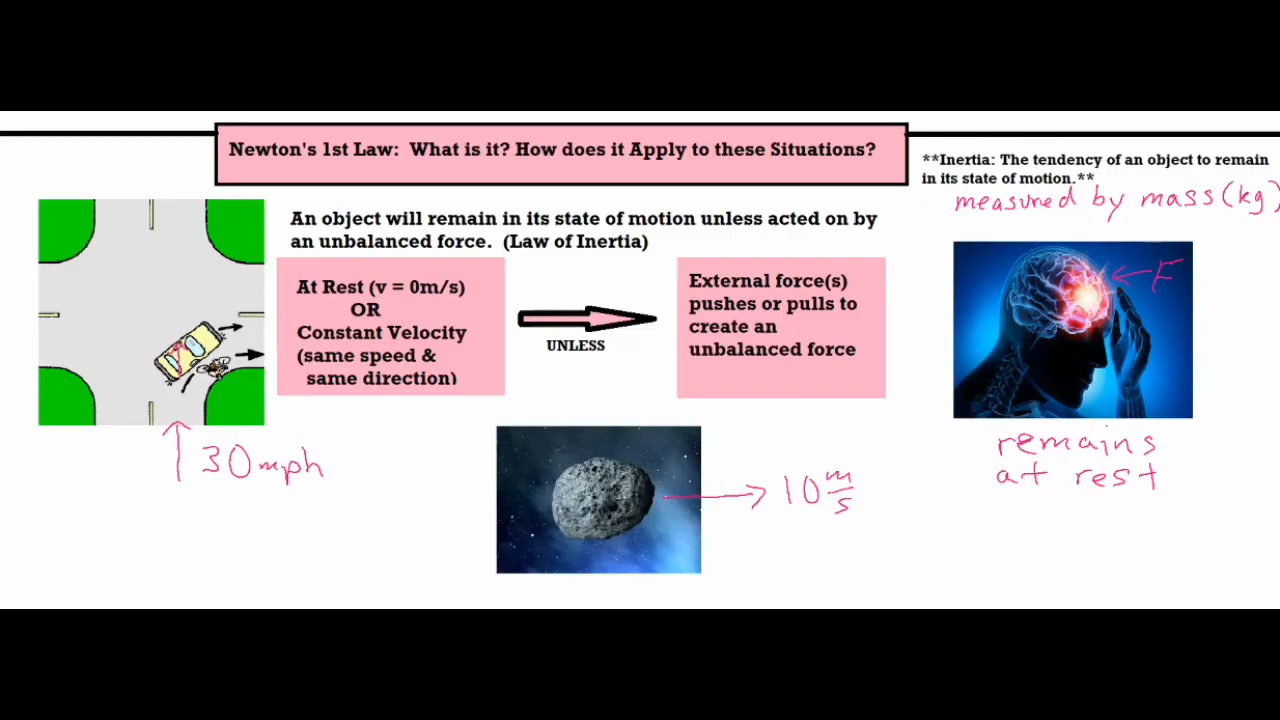 Newton's 1st Law: What is it? How does it Apply to these Situations?
**Inertia: The tendency of an object to remain
in its state of motion.**
measured by mass (kg)
An object will remain in its state of motion unless acted on by
an unbalanced force. (Law of Inertia)
At Rest (v = 0m/s)
OR
Constant Velocity
(same speed &
same direction)
UNLESS
External force(s)
pushes or pulls to
create an
unbalanced force
F
30mph
10 m/s
remains
at rest